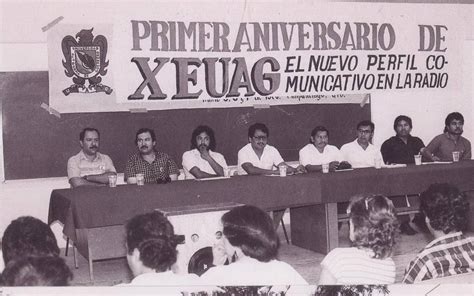 PRIMER ANIVERSARIO DE
XEUAG EL NUEVO PERFIL CO-
MUNICATIVO EN LA RADIO